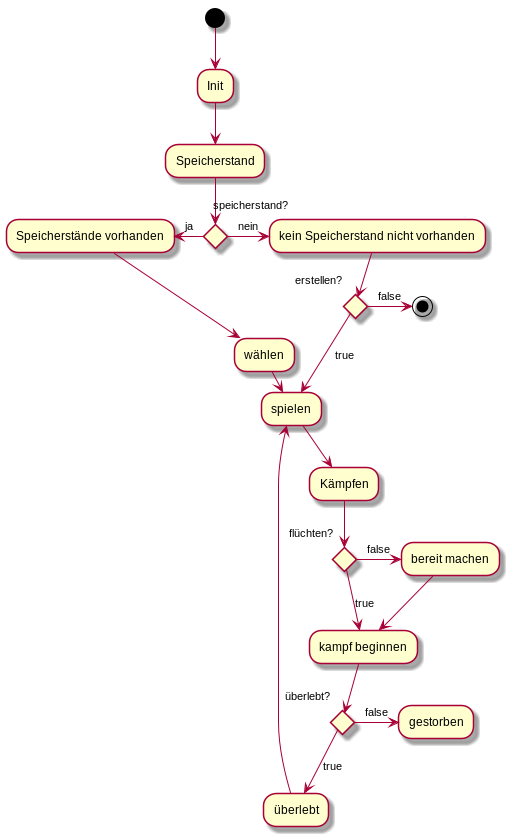 Init
Speicherstand
speicherstand?
ja
nein
Speicherstände vorhanden
kein Speicherstand nicht vorhanden
erstellen?
false
true
wählen
spielen
Kämpfen
flüchten?
false
bereit machen
true
kampf beginnen
überlebt?
false
gestorben
true
überlebt